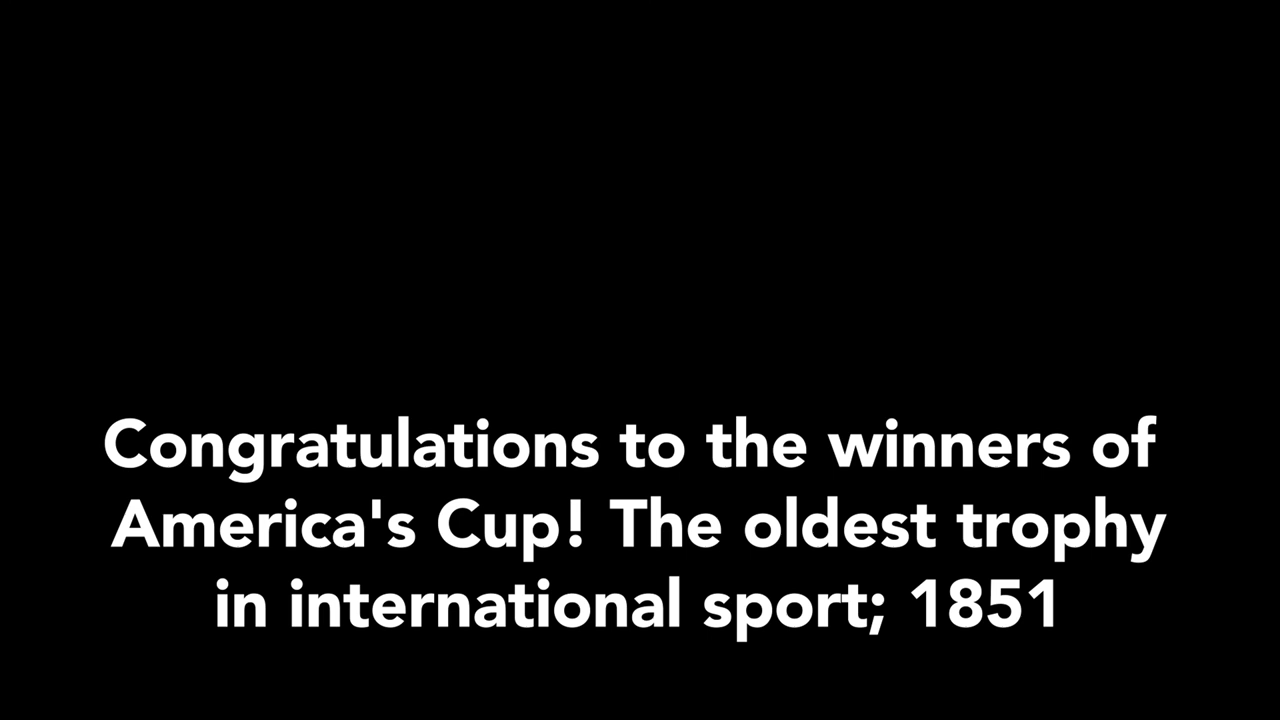 Congratulations to the winners of
America's Cup! The oldest trophy
in international sport; 1851